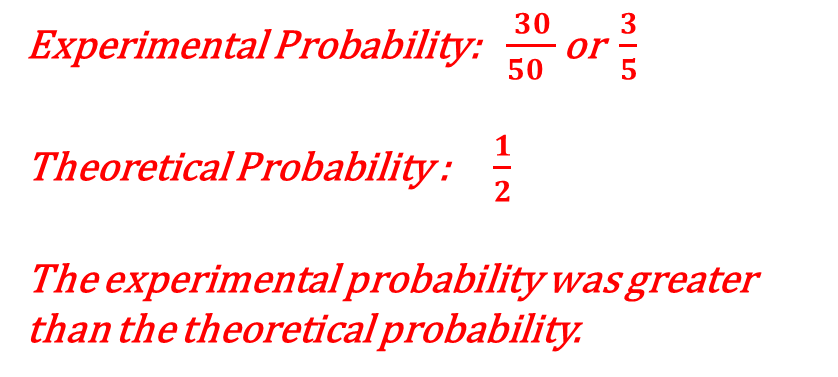 Experimental Probability: 30/50 or 3/5
Theoretical Probability: 1/2
The experimental probability was greater
than the theoretical probability.